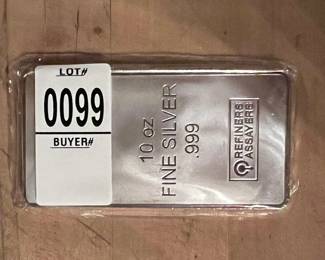 LOT#
0099
BUYER#
10 oz
FINE SILVER
.999
REFINERS
ASSAYERS